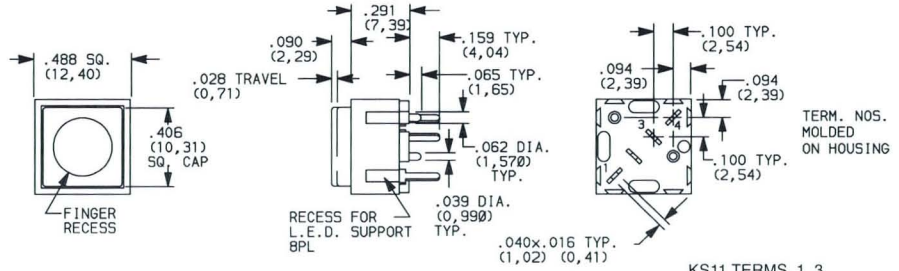 .488 SQ.
(12,40)
.406
(10,31)
SQ. CAP
FINGER
RECESS
.291
(7,39)
.090
(2,29)
.028 TRAVEL
(0,71)
.159 TYP.
(4,04)
.065 TYP.
(1,65)
.062 DIA.
(1,570)
TYP.
.039 DIA.
(0,990)
TYP.
RECESS FOR
L.E.D. SUPPORT
8PL
.100 TYP.
(2,54)
.094
(2,39)
.094
(2,39)
3
4
1
.100 TYP.
(2,54)
.040x.016 TYP.
(1,02) (0,41)
TERM. NOS.
MOLDED
ON HOUSING
KS11 TERMS. 1, 3